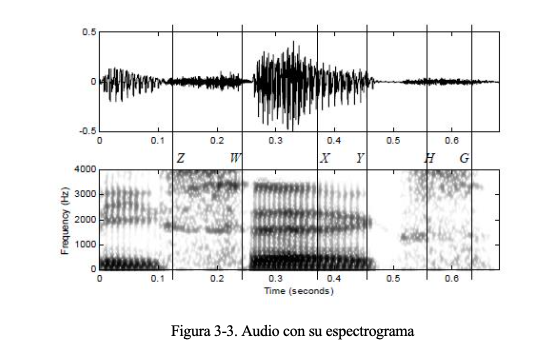 0.5
0
-0.5
0 0.1 0.2 0.3 0.4 0.5 0.6
Z W X Y H G
4000
3000
2000
1000
0
Frequency (Hz)
0 0.1 0.2 0.3 0.4 0.5 0.6
Time (seconds)
Figura 3-3. Audio con su espectrograma